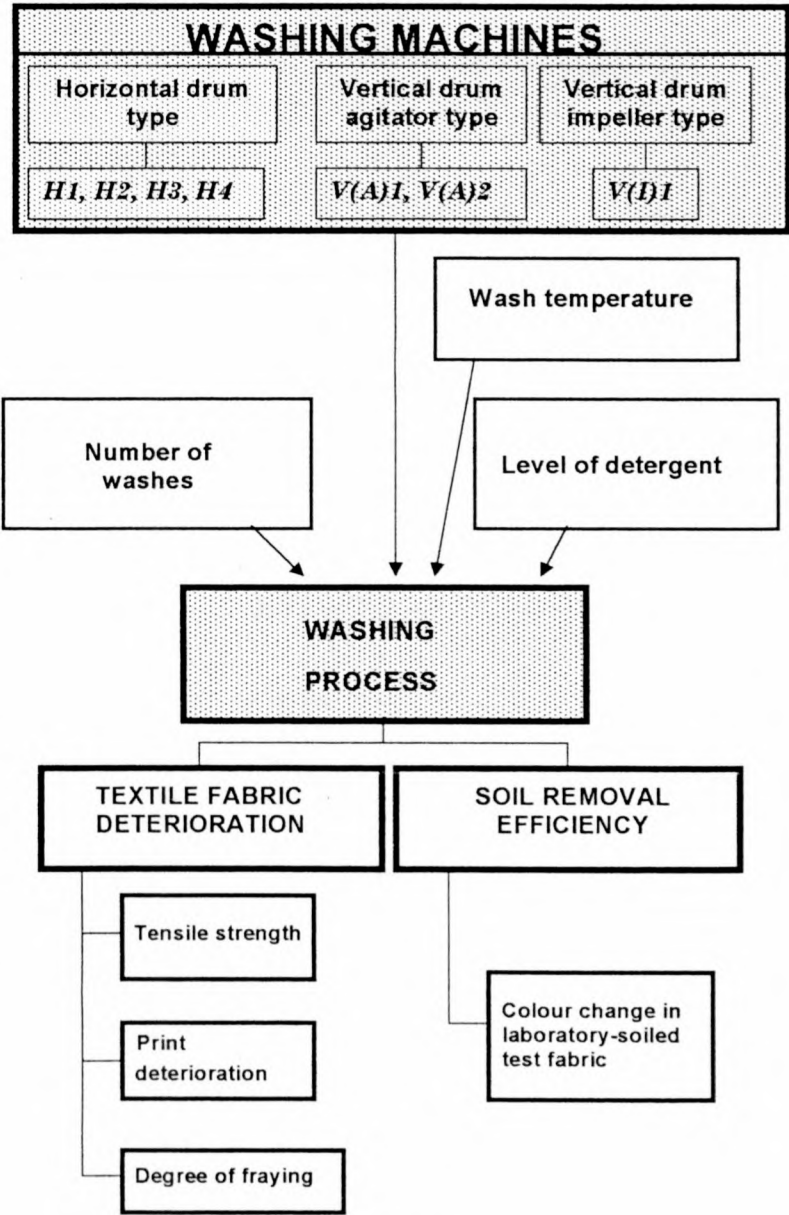 WASHING MACHINES
Horizontal drum
type
Vertical drum
agitator type
Vertical drum
impeller type
H1, H2, H3, H4
V(A)1, V(A)2
V(I)1
Wash temperature
Number of
washes
Level of detergent
WASHING
PROCESS
TEXTILE FABRIC
DETERIORATION
SOIL REMOVAL
EFFICIENCY
Tensile strength
Print
deterioration
Degree of fraying
Colour change in
laboratory-soiled
test fabric